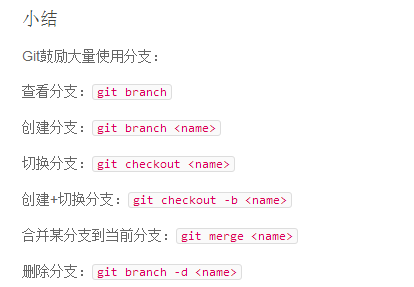 小结
Git鼓励大量使用分支：
查看分支：git branch
创建分支：git branch <name>
切换分支：git checkout <name>
创建+切换分支：git checkout -b <name>
合并某分支到当前分支：git merge <name>
删除分支：git branch -d <name>